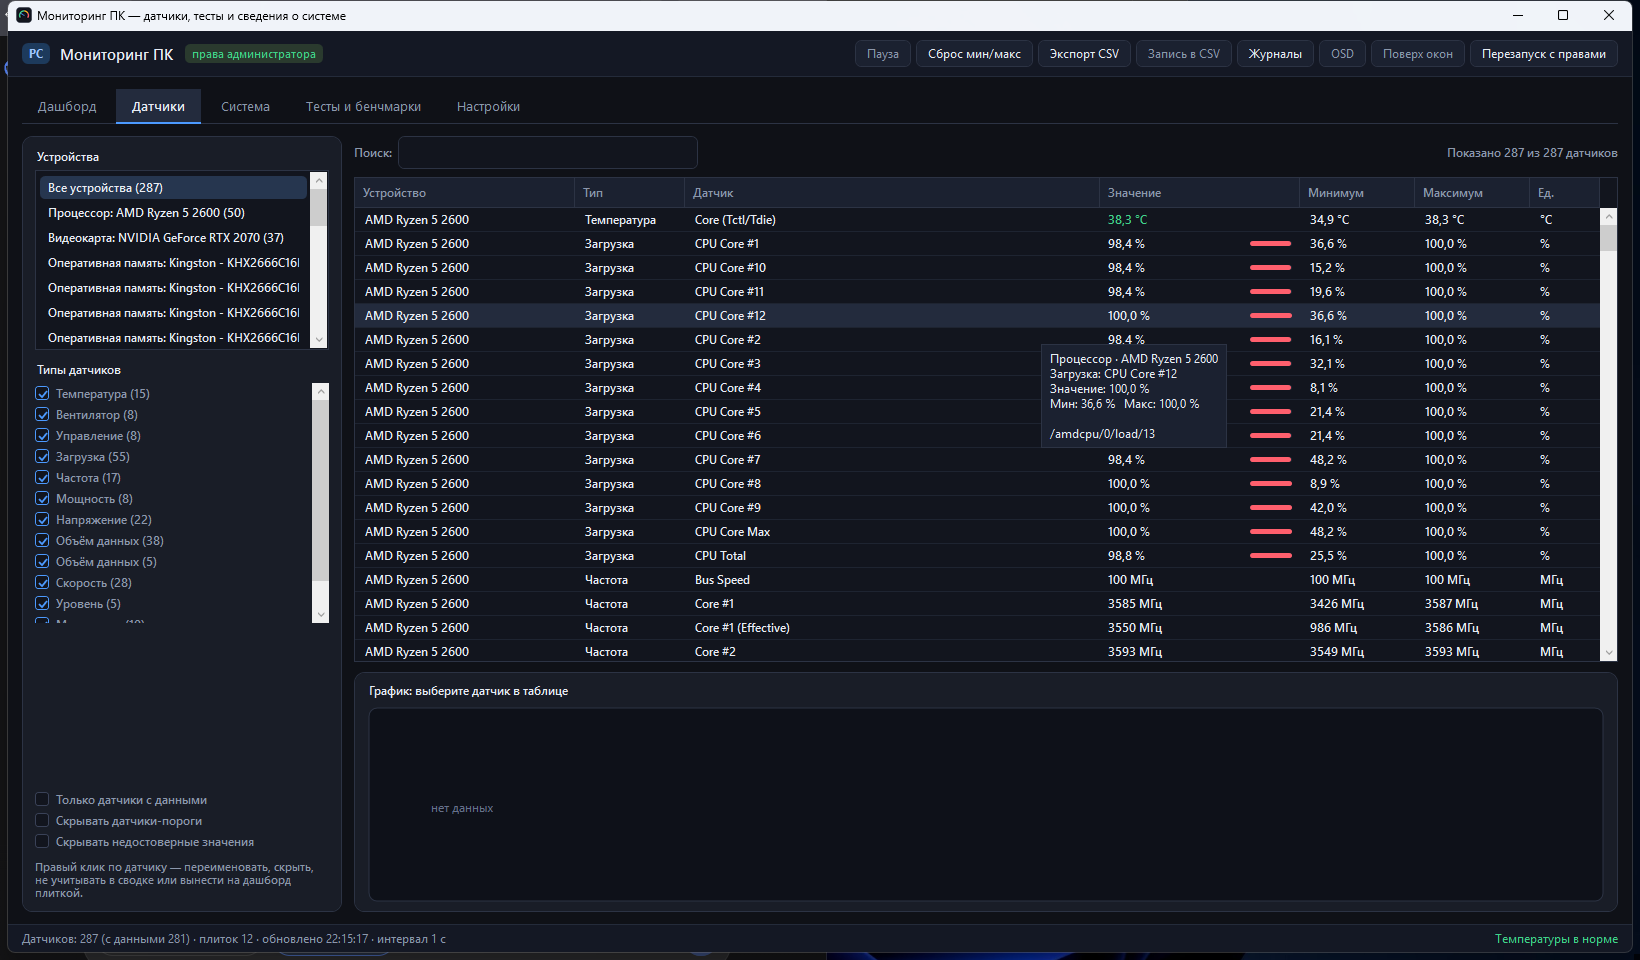 Мониторинг ПК — датчики, тесты и сведения о системе
PC Мониторинг ПК права администратора Пауза Сброс мин/макс Экспорт CSV Запись в CSV Журналы OSD Поверх окон Перезапуск с правами
Дашборд Датчики Система Тесты и бенчмарки Настройки
Устройства
Все устройства (287)
Процессор: AMD Ryzen 5 2600 (50)
Видеокарта: NVIDIA GeForce RTX 2070 (37)
Оперативная память: Kingston - KHX2666C16
Оперативная память: Kingston - KHX2666C16
Оперативная память: Kingston - KHX2666C16
Оперативная память: Kingston - KHX2666C16
Типы датчиков
Температура (15)
Вентилятор (8)
Управление (8)
Загрузка (55)
Частота (17)
Мощность (8)
Напряжение (22)
Объём данных (38)
Объём данных (5)
Скорость (28)
Уровень (5)
Только датчики с данными
Скрывать датчики-пороги
Скрывать недостоверные значения
Правый клик по датчику — переименовать, скрыть,
не учитывать в сводке или вынести на дашборд
плиткой.
Поиск: Показано 287 из 287 датчиков
Устройство Тип Датчик Значение Минимум Максимум Ед.
AMD Ryzen 5 2600 Температура Core (Tctl/Tdie) 38,3 °C 34,9 °C 38,3 °C °C
AMD Ryzen 5 2600 Загрузка CPU Core #1 98,4 % 36,6 % 100,0 % %
AMD Ryzen 5 2600 Загрузка CPU Core #10 98,4 % 15,2 % 100,0 % %
AMD Ryzen 5 2600 Загрузка CPU Core #11 98,4 % 19,6 % 100,0 % %
AMD Ryzen 5 2600 Загрузка CPU Core #12 100,0 % 36,6 % 100,0 % %
AMD Ryzen 5 2600 Загрузка CPU Core #2 98,4 % 16,1 % 100,0 % %
AMD Ryzen 5 2600 Загрузка CPU Core #3 32,1 % 100,0 % %
AMD Ryzen 5 2600 Загрузка CPU Core #4 8,1 % 100,0 % %
AMD Ryzen 5 2600 Загрузка CPU Core #5 21,4 % 100,0 % %
AMD Ryzen 5 2600 Загрузка CPU Core #6 21,4 % 100,0 % %
AMD Ryzen 5 2600 Загрузка CPU Core #7 98,4 % 48,2 % 100,0 % %
AMD Ryzen 5 2600 Загрузка CPU Core #8 100,0 % 8,9 % 100,0 % %
AMD Ryzen 5 2600 Загрузка CPU Core #9 100,0 % 42,0 % 100,0 % %
AMD Ryzen 5 2600 Загрузка CPU Core Max 100,0 % 48,2 % 100,0 % %
AMD Ryzen 5 2600 Загрузка CPU Total 98,8 % 25,5 % 100,0 % %
AMD Ryzen 5 2600 Частота Bus Speed 100 МГц 100 МГц 100 МГц МГц
AMD Ryzen 5 2600 Частота Core #1 3585 МГц 3426 МГц 3587 МГц МГц
AMD Ryzen 5 2600 Частота Core #1 (Effective) 3550 МГц 986 МГц 3586 МГц МГц
AMD Ryzen 5 2600 Частота Core #2 3593 МГц 3549 МГц 3593 МГц МГц
Процессор · AMD Ryzen 5 2600
Загрузка: CPU Core #12
Значение: 100,0 %
Мин: 36,6 % Макс: 100,0 %
/amdcpu/0/load/13
График: выберите датчик в таблице
нет данных
Датчиков: 287 (с данными 281) · плиток 12 · обновлено 22:15:17 · интервал 1 с Температуры в норме